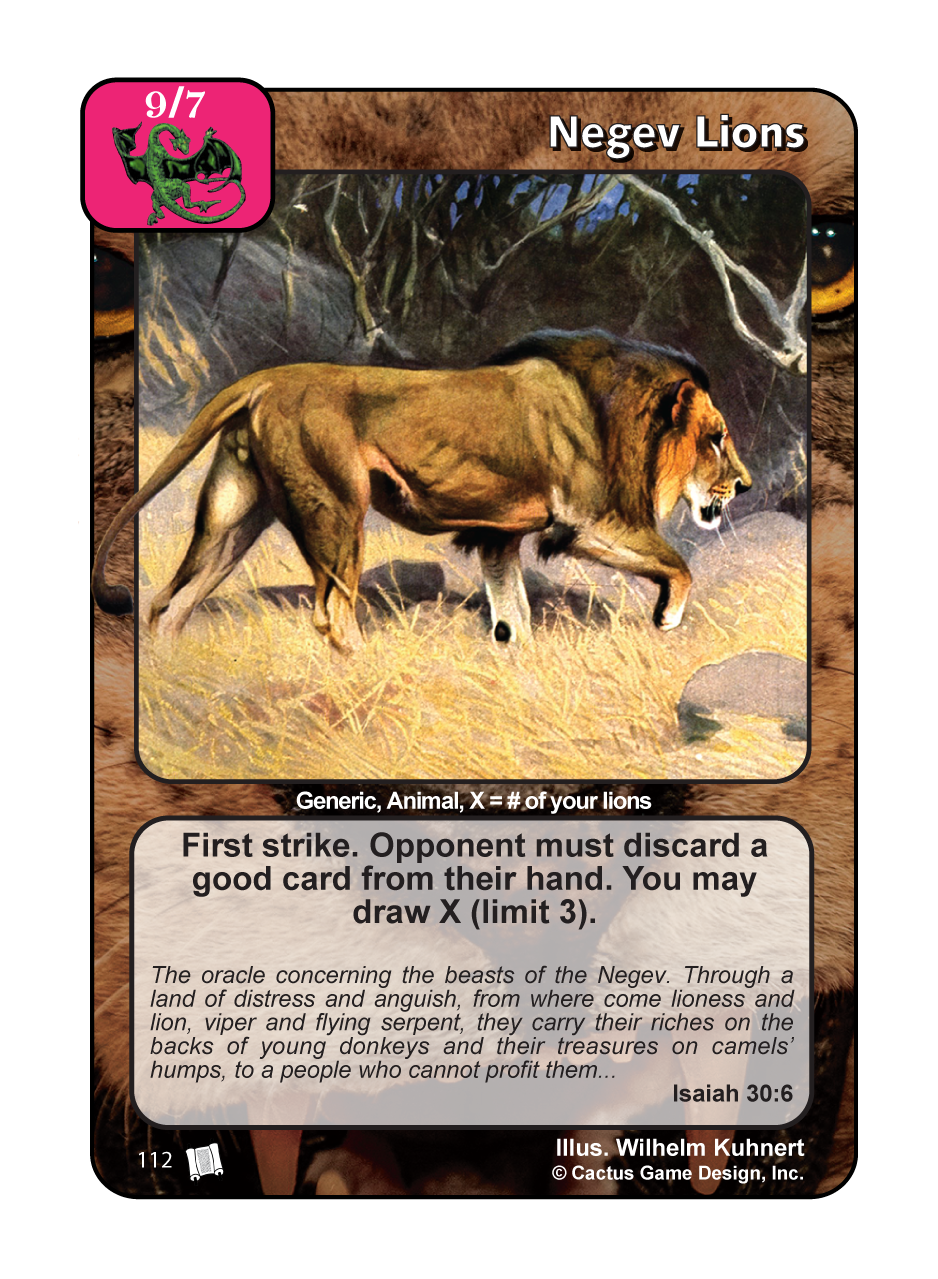 9/7
Negev Lions
Generic, Animal, X = # of your lions
First strike. Opponent must discard a
good card from their hand. You may
draw X (limit 3).
The oracle concerning the beasts of the Negev. Through a
land of distress and anguish, from where come lioness and
lion, viper and flying serpent, they carry their riches on the
backs of young donkeys and their treasures on camels’
humps, to a people who cannot profit them...
Isaiah 30:6
112
Illus. Wilhelm Kuhnert
© Cactus Game Design, Inc.